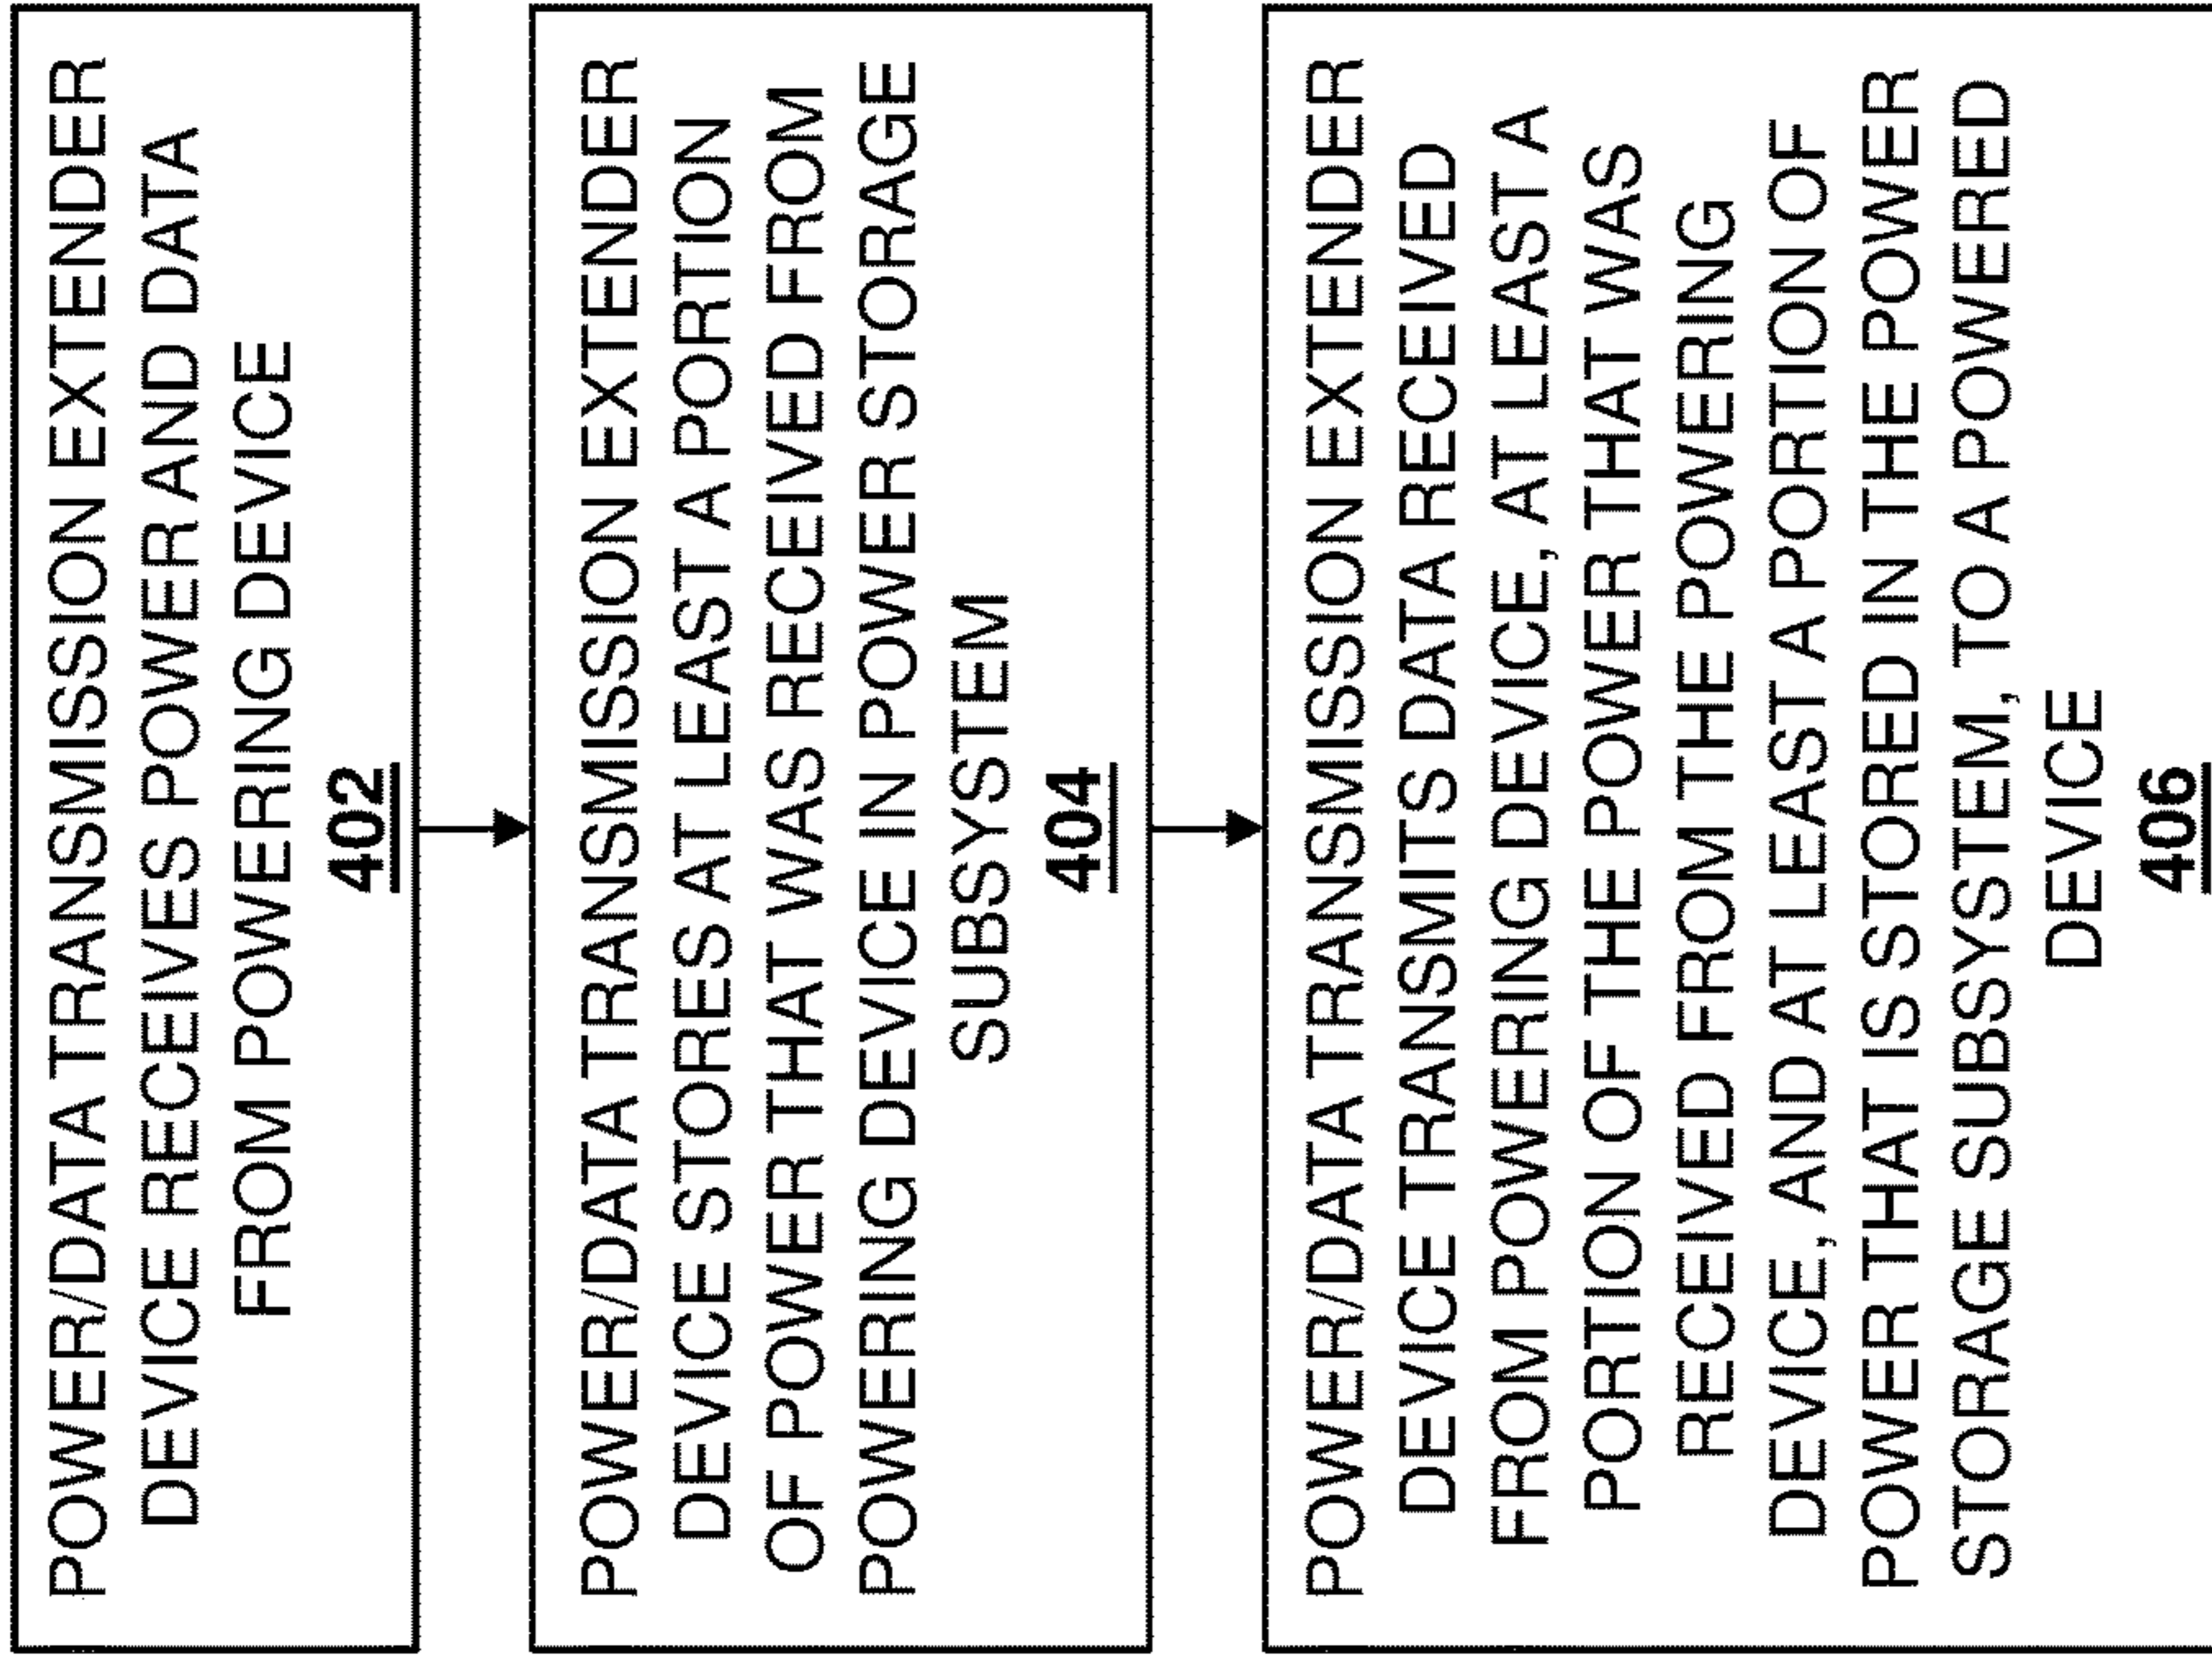 POWER/DATA TRANSMISSION EXTENDER
DEVICE RECEIVES POWER AND DATA
FROM POWERING DEVICE
402
POWER/DATA TRANSMISSION EXTENDER
DEVICE STORES AT LEAST A PORTION
OF POWER THAT WAS RECEIVED FROM
POWERING DEVICE IN POWER STORAGE
SUBSYSTEM
404
POWER/DATA TRANSMISSION EXTENDER
DEVICE TRANSMITS DATA RECEIVED
FROM POWERING DEVICE, AT LEAST A
PORTION OF THE POWER THAT WAS
RECEIVED FROM THE POWERING
DEVICE, AND AT LEAST A PORTION OF
POWER THAT IS STORED IN THE POWER
STORAGE SUBSYSTEM, TO A POWERED
DEVICE
406